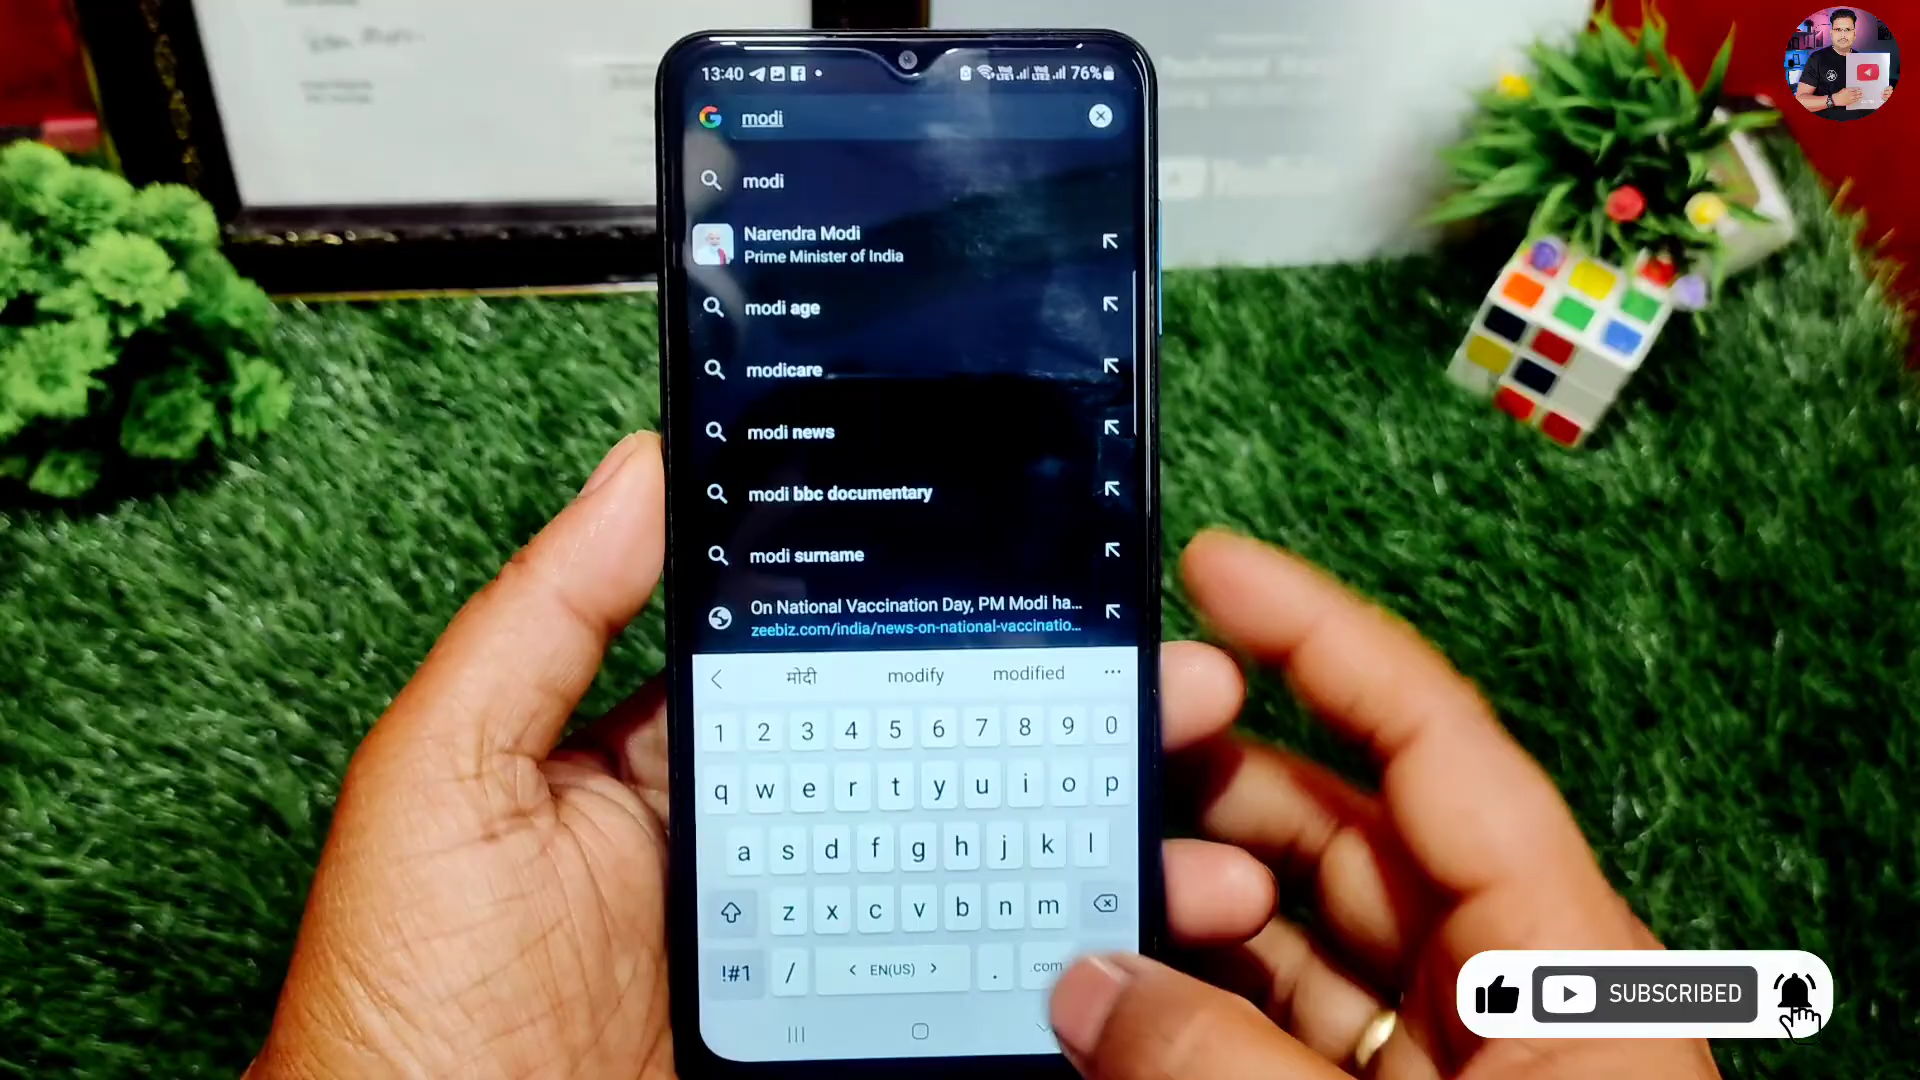 13:40
76%
modi
modi
Narendra Modi
Prime Minister of India
modi age
modicare
modi news
modi bbc documentary
modi surname
On National Vaccination Day, PM Modi ha...
zeebiz.com/india/news-on-national-vaccinatio...
मोदी modify modified ...
1 2 3 4 5 6 7 8 9 0
q w e r t y u i o p
a s d f g h j k l
z x c v b n m
!#1 / < EN(US) > . .com
SUBSCRIBED